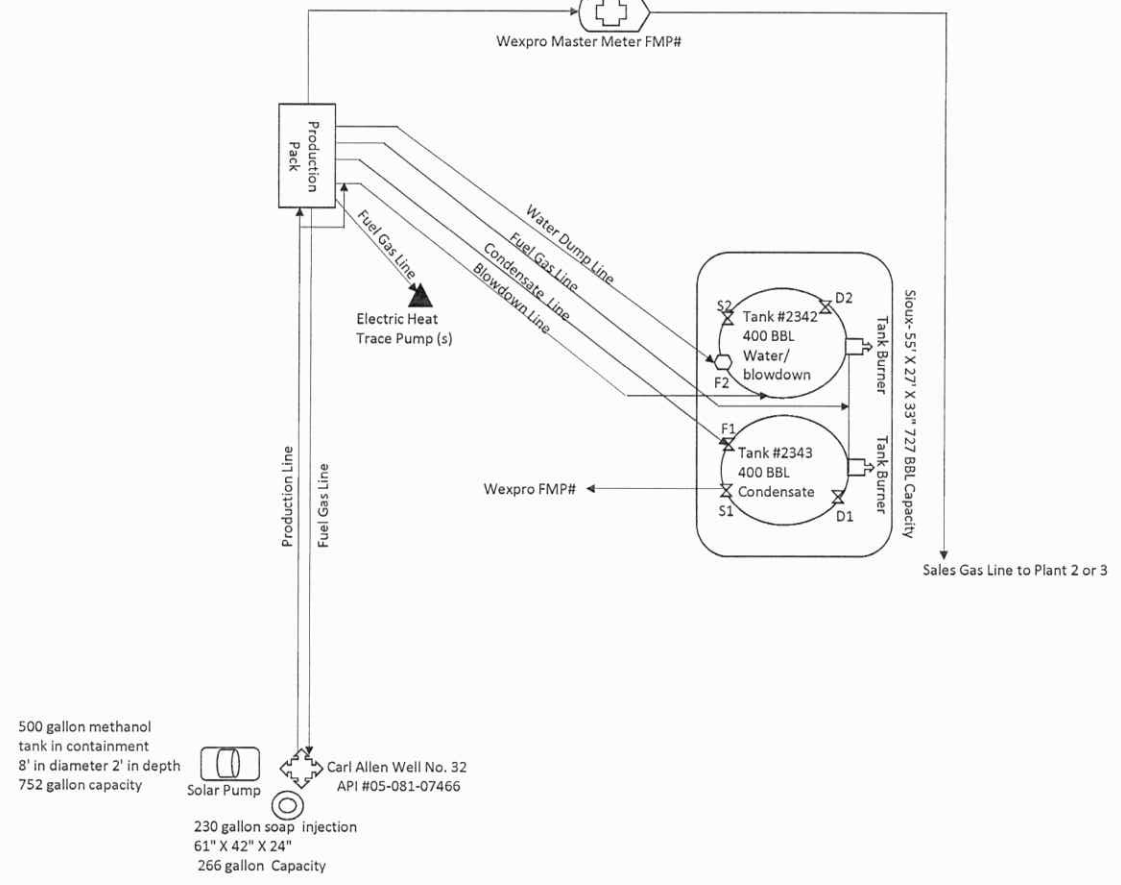 Wexpro Master Meter FMP#
Production
Pack
Water Dump Line
Fuel Gas Line
Condensate Line
Blowdown Line
Fuel Gas Line
Electric Heat
Trace Pump (s)
S2
D2
Tank #2342
400 BBL
Water/
blowdown
F2
Tank Burner
F1
Tank #2343
400 BBL
Condensate
S1
D1
Tank Burner
Sioux- 55' X 27' X 33" 727 BBL Capacity
Wexpro FMP#
Production Line
Fuel Gas Line
Sales Gas Line to Plant 2 or 3
500 gallon methanol
tank in containment
8' in diameter 2' in depth
752 gallon capacity
Solar Pump
Carl Allen Well No. 32
API #05-081-07466
230 gallon soap injection
61" X 42" X 24"
266 gallon Capacity